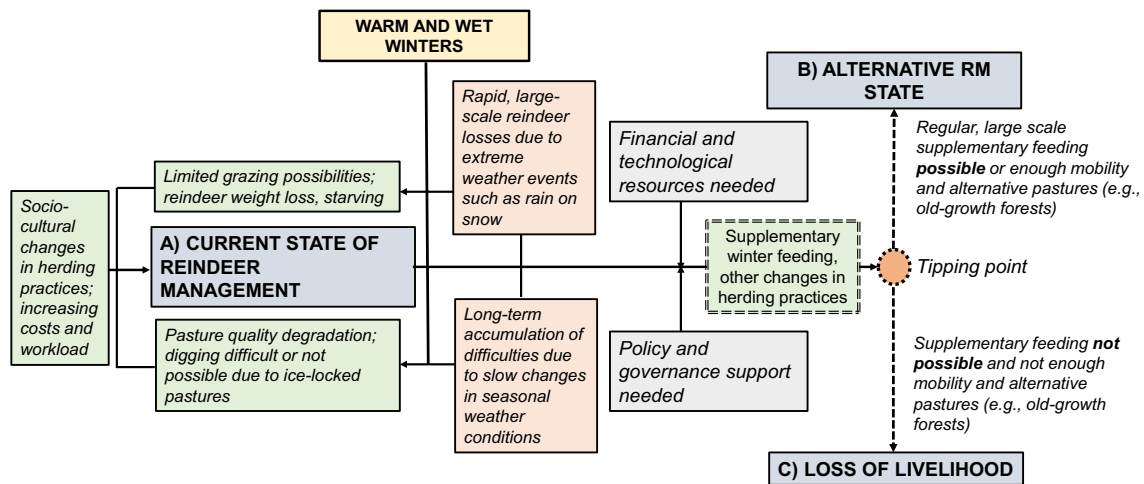 WARM AND WET
WINTERS
B) ALTERNATIVE RM
STATE
Rapid, large-
scale reindeer
losses due to
extreme
weather events
such as rain on
snow
Financial and
technological
resources needed
Regular, large scale
supplementary feeding
possible or enough mobility
and alternative pastures (e.g.,
old-growth forests)
Limited grazing possibilities;
reindeer weight loss, starving
Socio-
cultural
changes
in herding
practices;
increasing
costs and
workload
A) CURRENT STATE OF
REINDEER
MANAGEMENT
Supplementary
winter feeding,
other changes in
herding practices
Tipping point
Pasture quality degradation;
digging difficult or not
possible due to ice-locked
pastures
Long-term
accumulation of
difficulties due
to slow changes
in seasonal
weather
conditions
Policy and
governance support
needed
Supplementary feeding not
possible and not enough
mobility and alternative
pastures (e.g., old-growth
forests)
C) LOSS OF LIVELIHOOD